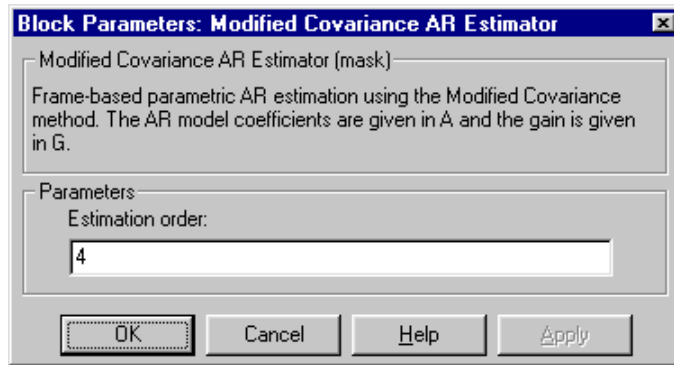 Block Parameters: Modified Covariance AR Estimator
Modified Covariance AR Estimator (mask)
Frame-based parametric AR estimation using the Modified Covariance
method. The AR model coefficients are given in A and the gain is given
in G.
Parameters
Estimation order:
4
OK Cancel Help Apply